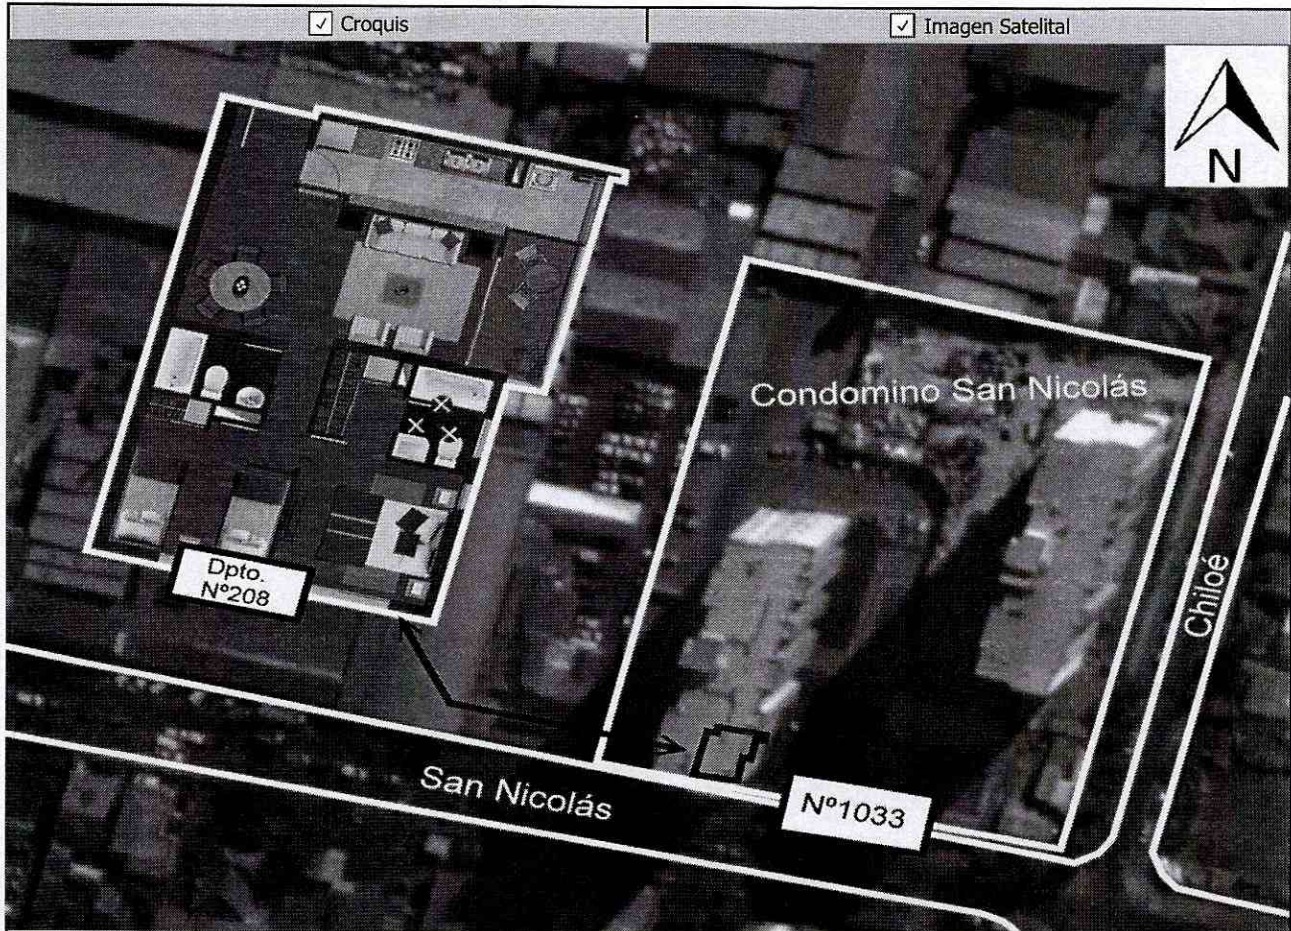 Croquis
Imagen Satelital
N
Condomino San Nicolás
Dpto.
Nº208
Chiloé
San Nicolás
Nº1033